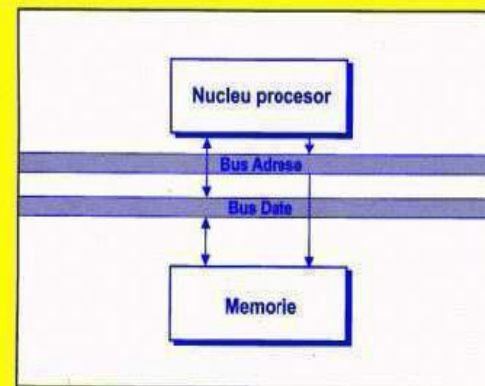 Nucleu procesor
Bus Adrese
Bus Date
Memorie